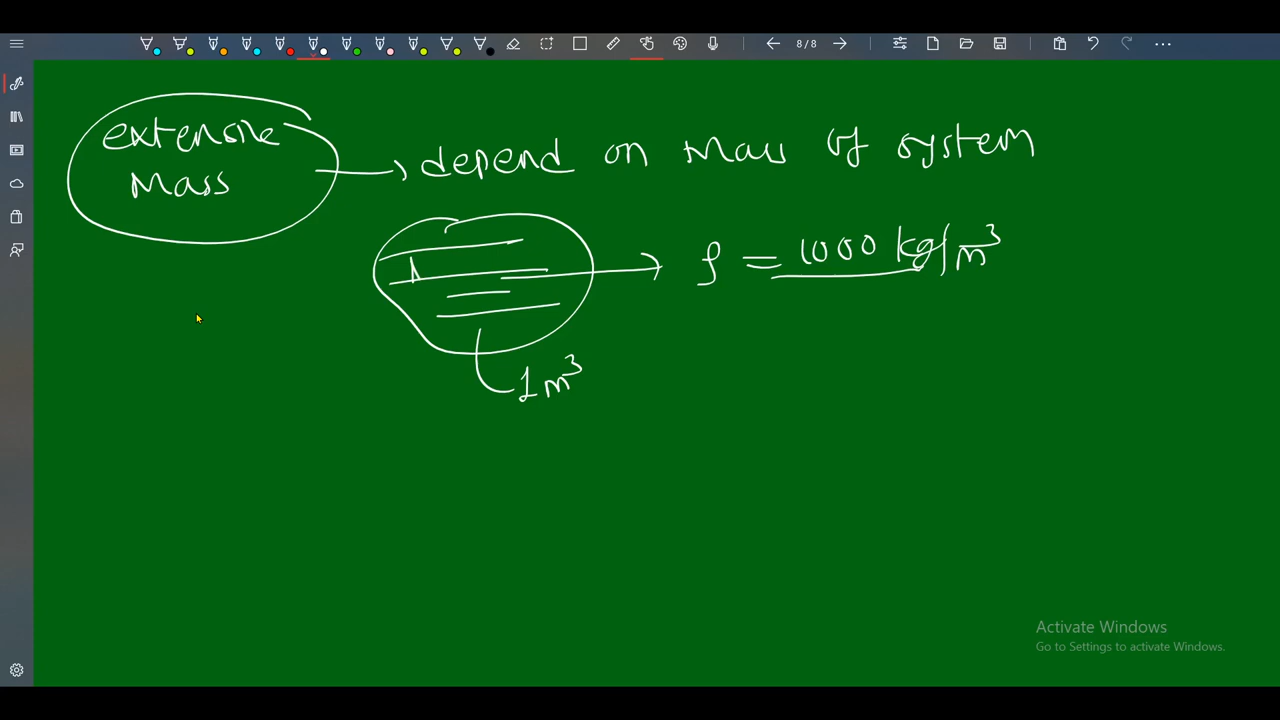 8/8
extensive
Mass
depend on Mass of system
ρ = 1000 kg/m³
1 m³
Activate Windows
Go to Settings to activate Windows.